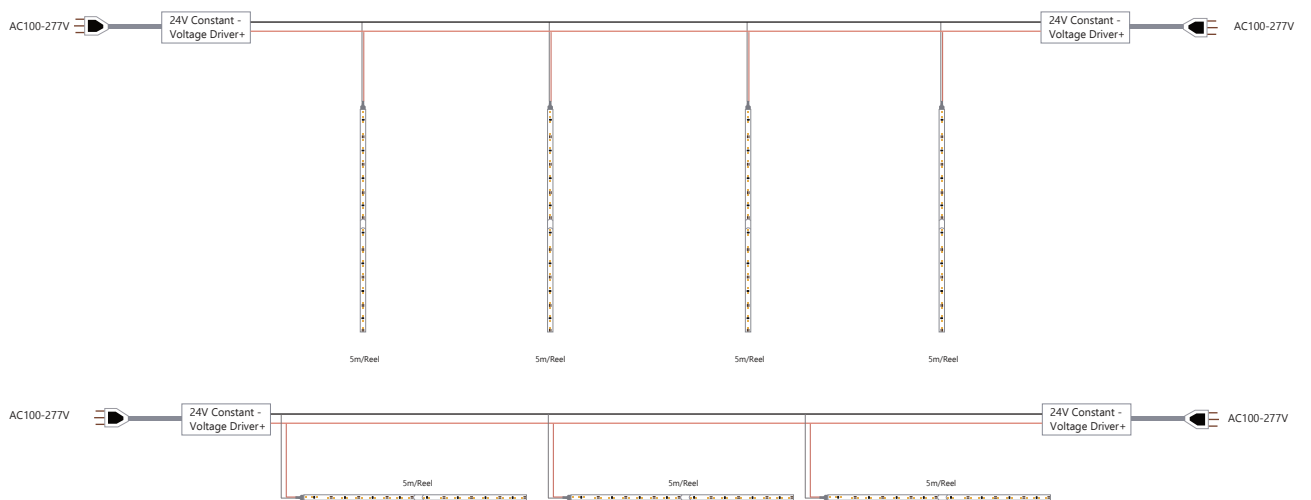 AC100-277V
24V Constant -
Voltage Driver+
24V Constant -
Voltage Driver+
AC100-277V
5m/Reel
5m/Reel
5m/Reel
5m/Reel
AC100-277V
24V Constant -
Voltage Driver+
24V Constant -
Voltage Driver+
AC100-277V
5m/Reel
5m/Reel
5m/Reel